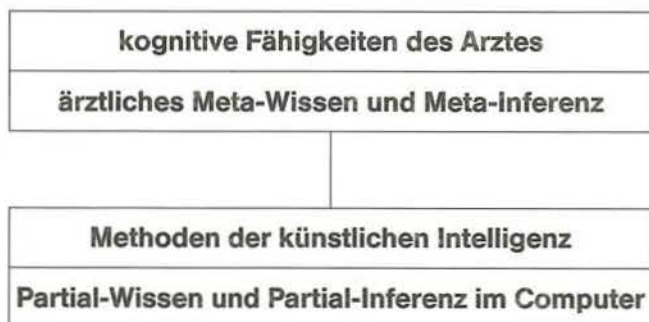 kognitive Fähigkeiten des Arztes
ärztliches Meta-Wissen und Meta-Inferenz
Methoden der künstlichen Intelligenz
Partial-Wissen und Partial-Inferenz im Computer